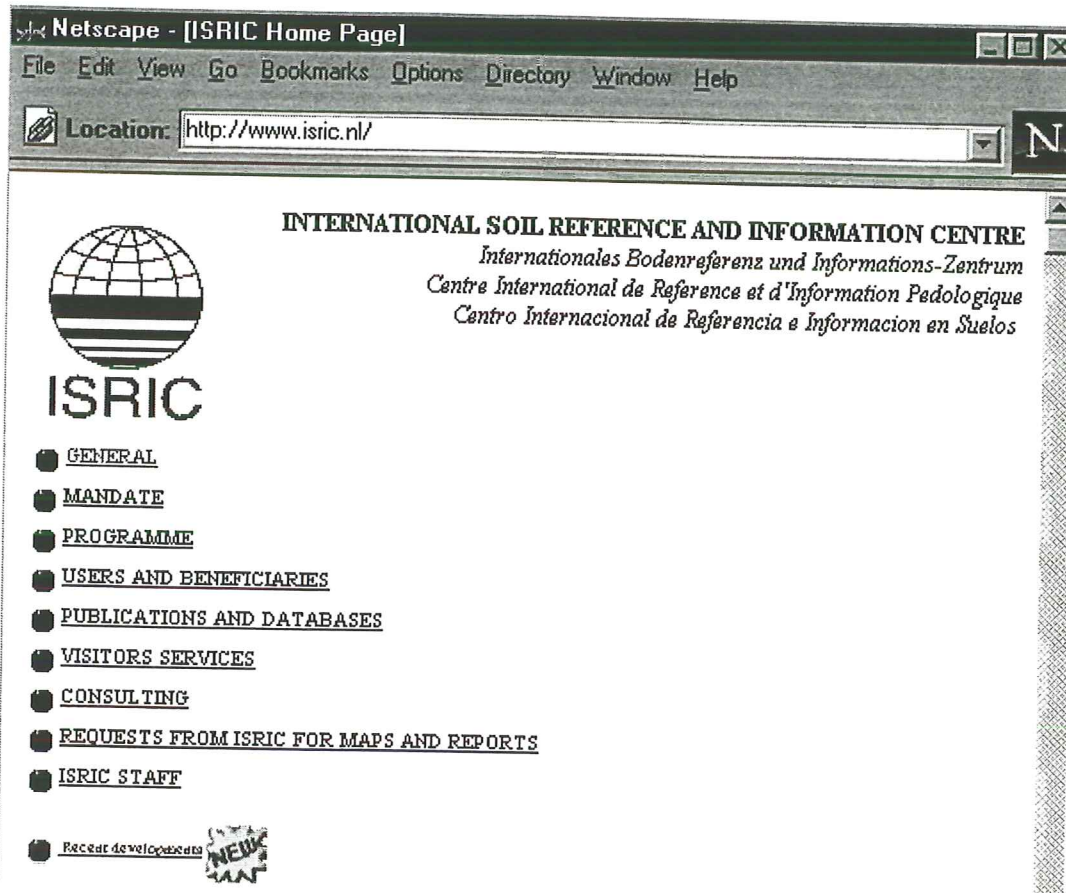 Netscape - [ISRIC Home Page]
File Edit View Go Bookmarks Options Directory Window Help
Location: http://www.isric.nl/
N
INTERNATIONAL SOIL REFERENCE AND INFORMATION CENTRE
Internationales Bodenreferenz und Informations-Zentrum
Centre International de Reference et d'Information Pedologique
Centro Internacional de Referencia e Informacion en Suelos
ISRIC
GENERAL
MANDATE
PROGRAMME
USERS AND BENEFICIARIES
PUBLICATIONS AND DATABASES
VISITORS SERVICES
CONSULTING
REQUESTS FROM ISRIC FOR MAPS AND REPORTS
ISRIC STAFF
Recent developments NEW